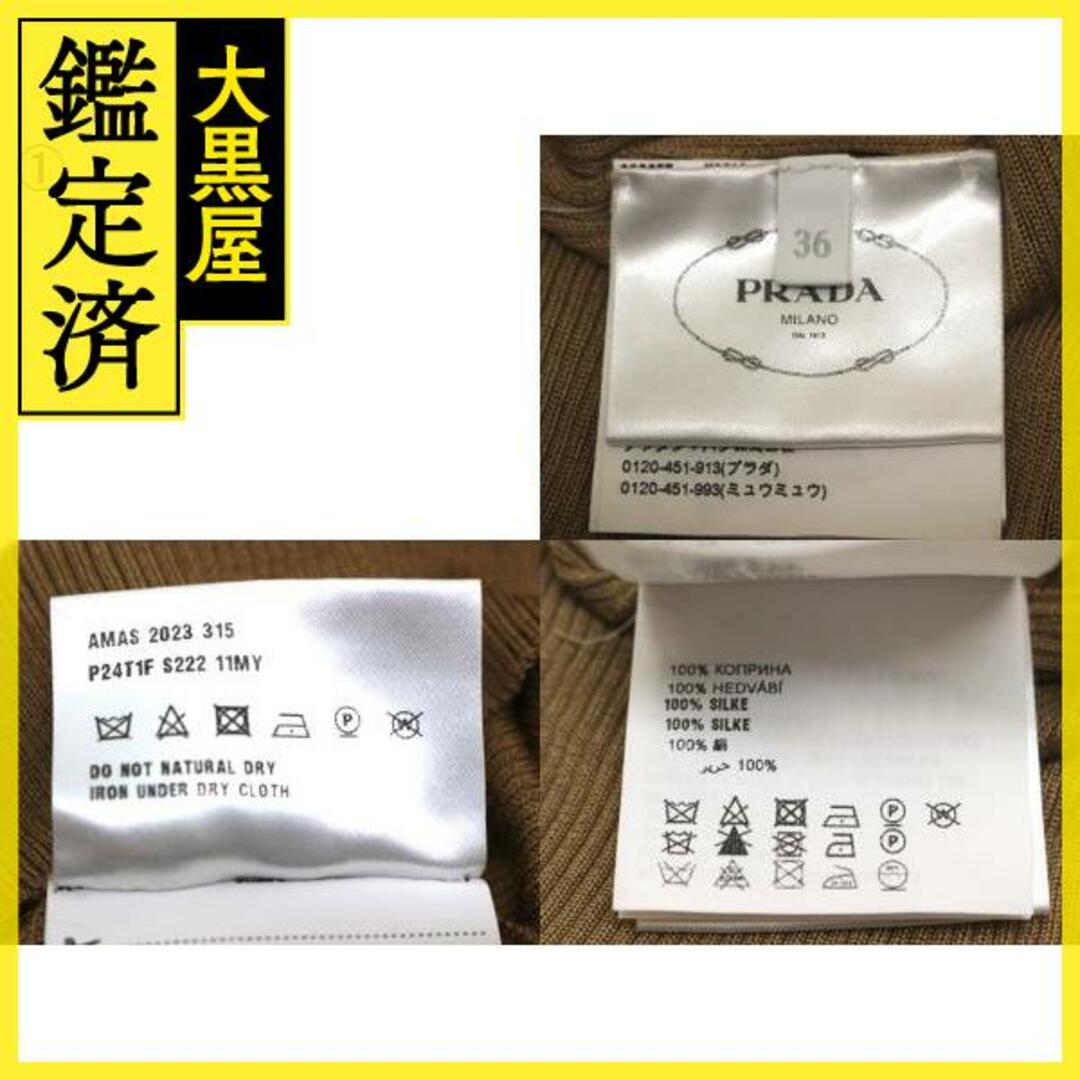 鑑定済
大黒屋
36
PRADA
MILANO
DAL 1913
0120-451-913(プラダ)
0120-451-993(ミュウミュウ)
AMAS 2023 315
P24T1F S222 11MY
P
W
DO NOT NATURAL DRY
IRON UNDER DRY CLOTH
100% КОПРИНА
100% HEDVÁBÍ
100% SILKE
100% SILKE
100% 絹
100% حرير
P
W
P